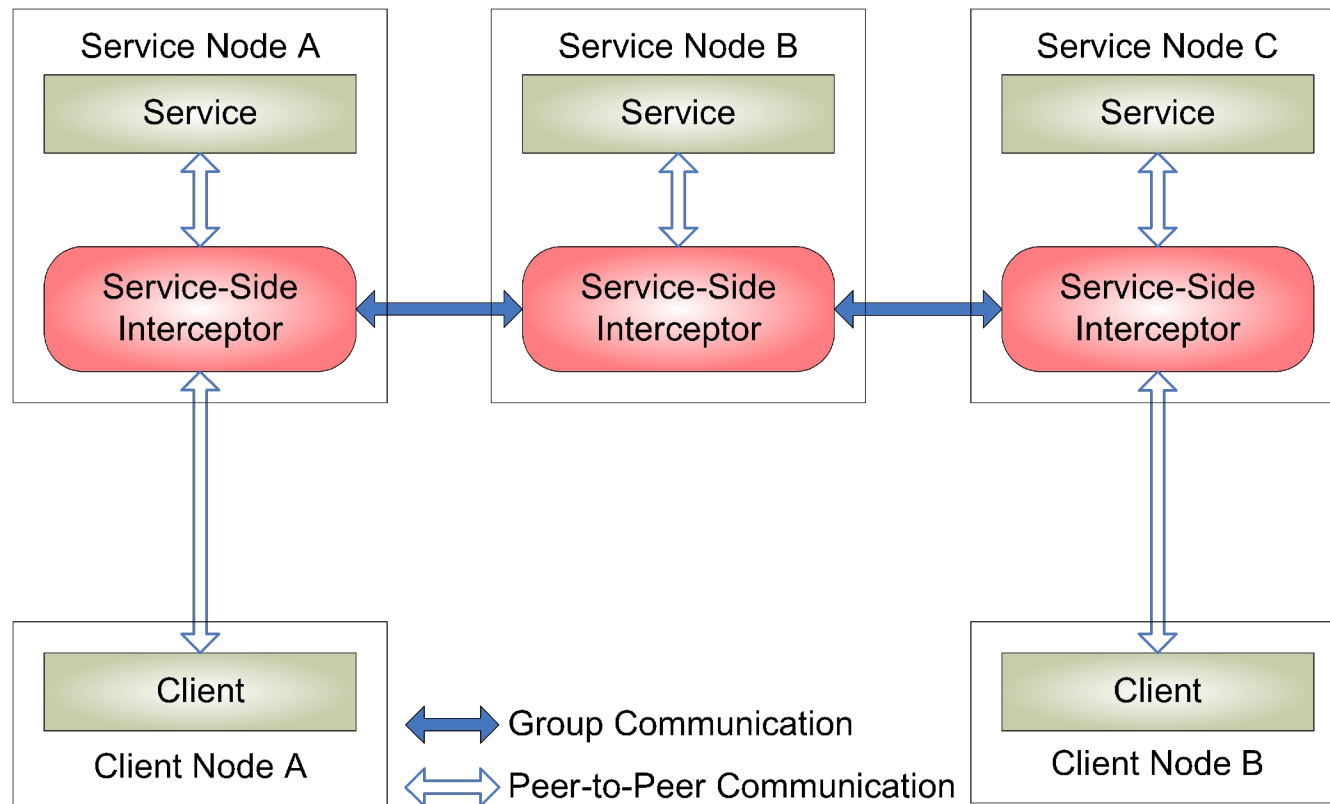 Service Node A
Service Node B
Service Node C
Service
Service
Service
Service-Side
Interceptor
Service-Side
Interceptor
Service-Side
Interceptor
Client
Client Node A
Group Communication
Peer-to-Peer Communication
Client
Client Node B